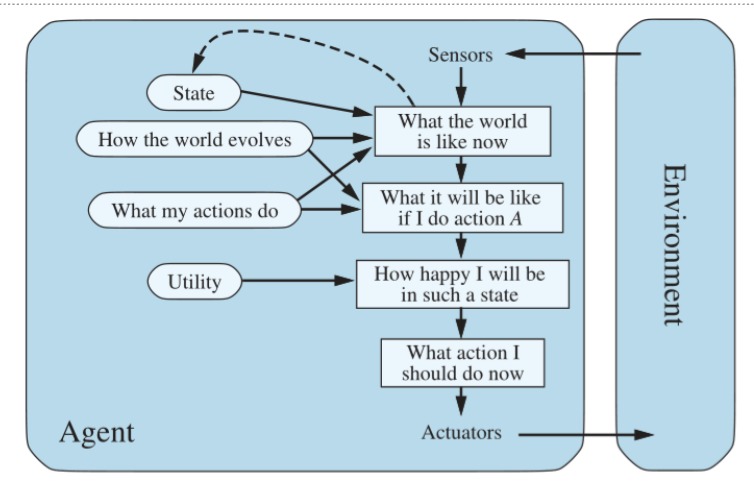 Sensors
State
What the world
is like now
How the world evolves
What my actions do
What it will be like
if I do action A
Utility
How happy I will be
in such a state
What action I
should do now
Agent
Actuators
Environment